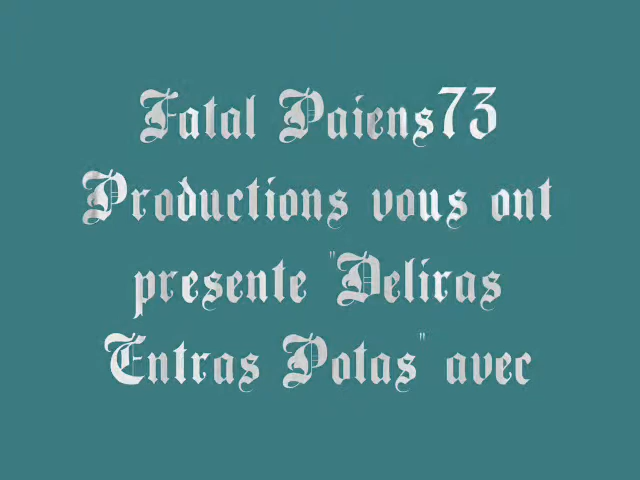 Fatal Paiens73
Productions vous ont
presente "Deliras
Entras Potas" avec